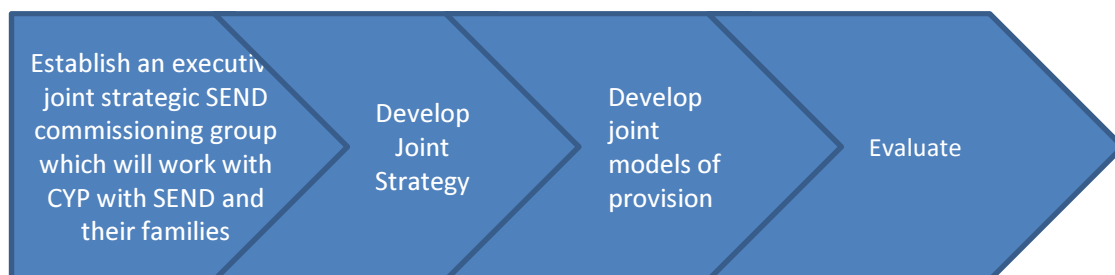 Establish an executiv
joint strategic SEND
commissioning group
which will work with
CYP with SEND and
their families
Develop
Joint
Strategy
Develop
joint
models of
provision
Evaluate